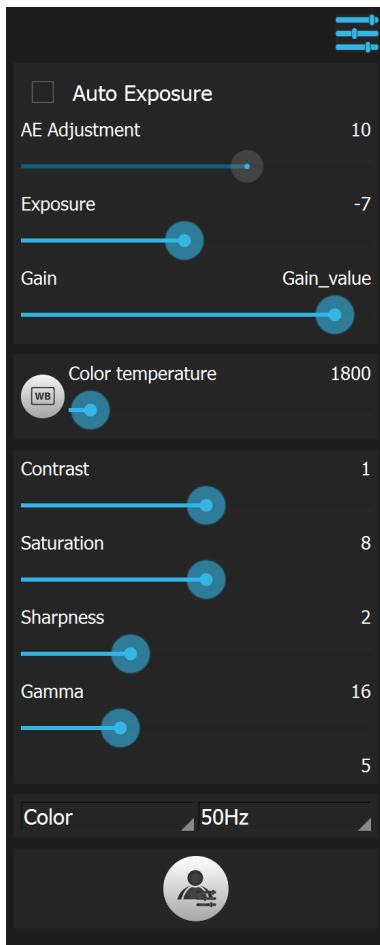 Auto Exposure
AE Adjustment 10
Exposure -7
Gain Gain_value
Color temperature 1800
WB
Contrast 1
Saturation 8
Sharpness 2
Gamma 16
5
Color 50Hz